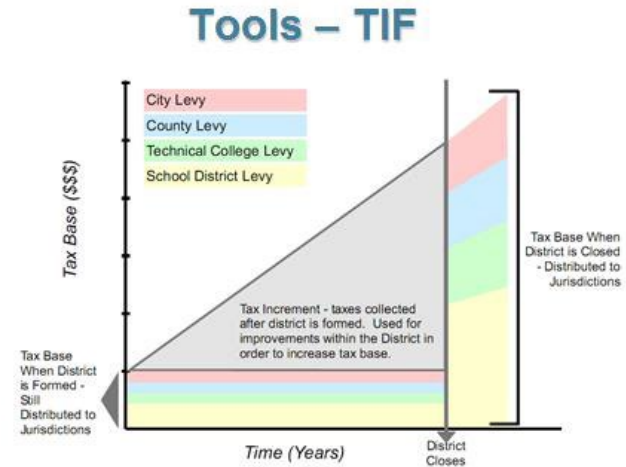 Tools – TIF
City Levy
County Levy
Technical College Levy
School District Levy
Tax Base ($$$)
Tax Increment - taxes collected
after district is formed. Used for
improvements within the District in
order to increase tax base.
Tax Base When
District is Closed
- Distributed to
Jurisdictions
Tax Base
When District
is Formed -
Still
Distributed to
Jurisdictions
Time (Years)
District
Closes